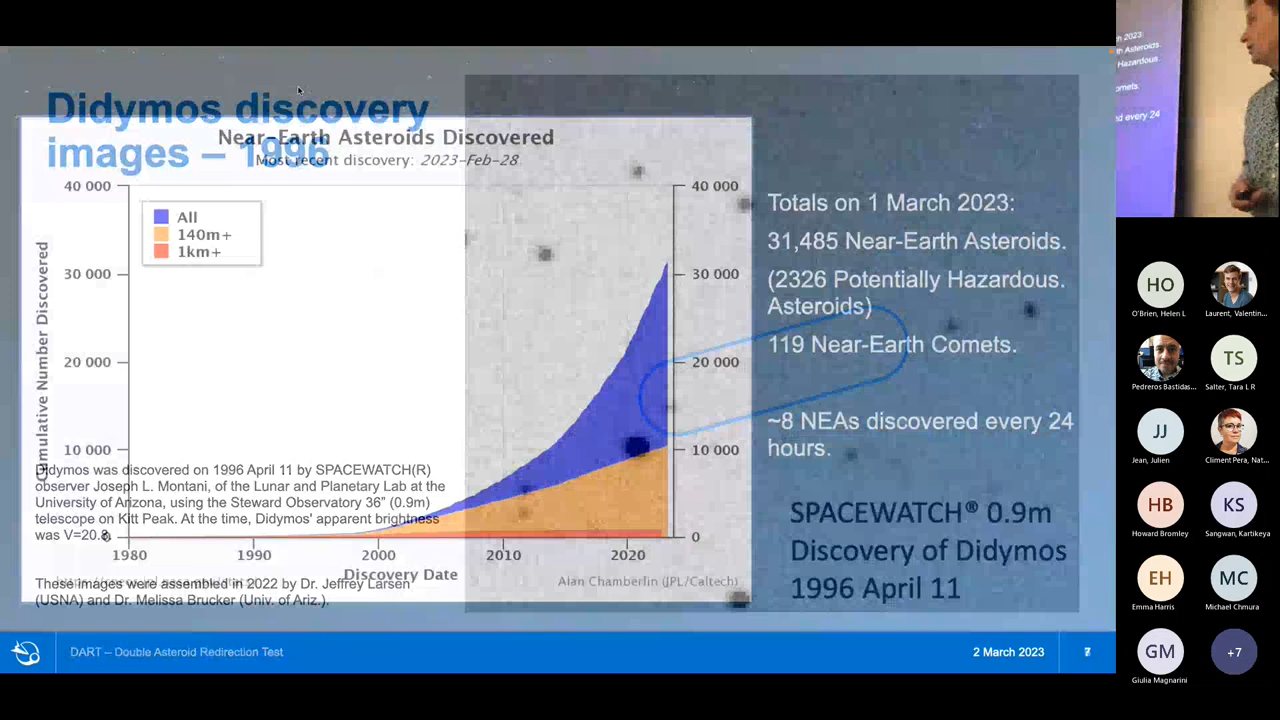 Didymos discovery
images – 1996
Near-Earth Asteroids Discovered
Most recent discovery: 2023-Feb-28
40 000
30 000
20 000
10 000
0
40 000
30 000
20 000
10 000
0
Cumulative Number Discovered
All
140m+
1km+
1980
1990
2000
2010
2020
Discovery Date
Alan Chamberlin (JPL/Caltech)
Didymos was discovered on 1996 April 11 by SPACEWATCH(R)
observer Joseph L. Montani, of the Lunar and Planetary Lab at the
University of Arizona, using the Steward Observatory 36" (0.9m)
telescope on Kitt Peak. At the time, Didymos' apparent brightness
was V=20.8.
These images were assembled in 2022 by Dr. Jeffrey Larsen
(USNA) and Dr. Melissa Brucker (Univ. of Ariz.).
Totals on 1 March 2023:
31,485 Near-Earth Asteroids.
(2326 Potentially Hazardous.
Asteroids)
119 Near-Earth Comets.
~8 NEAs discovered every 24
hours.
SPACEWATCH® 0.9m
Discovery of Didymos
1996 April 11
DART – Double Asteroid Redirection Test
2 March 2023
h 2023:
h Asteroids.
Hazardous
omets.
ed every 24
HO
O'Brien, Helen L
Laurent, Valentin...
Pedreros Bastidas...
TS
Salter, Tara L R
JJ
Jean, Julien
Climent Pera, Nat...
HB
Howard Bromley
KS
Sangwan, Kartikeya
EH
Emma Harris
MC
Michael Chmura
GM
Giulia Magnarini
+7